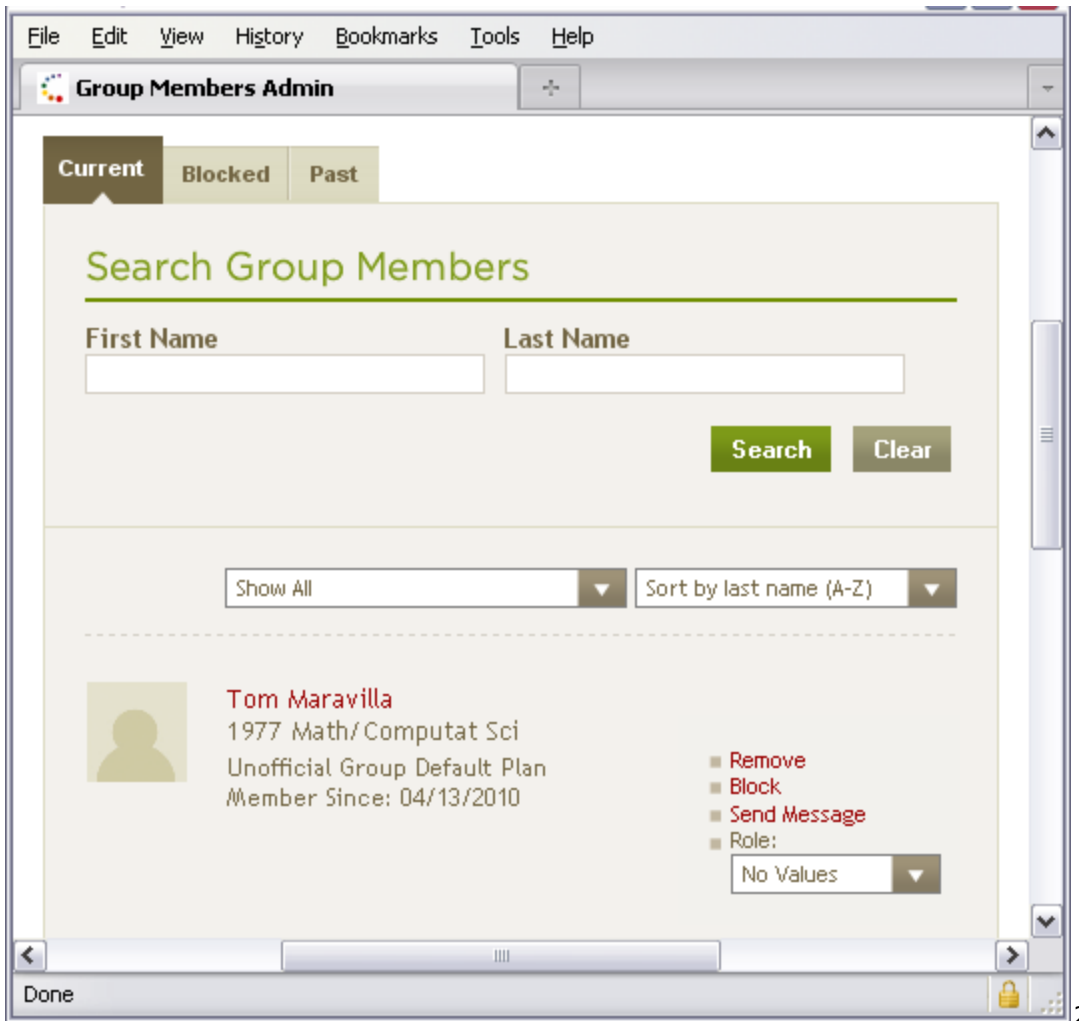 File Edit View History Bookmarks Tools Help
Group Members Admin
Current Blocked Past
Search Group Members
First Name Last Name
Search Clear
Show All Sort by last name (A-Z)
Tom Maravilla
1977 Math/Computat Sci
Unofficial Group Default Plan
Member Since: 04/13/2010
Remove
Block
Send Message
Role:
No Values
Done